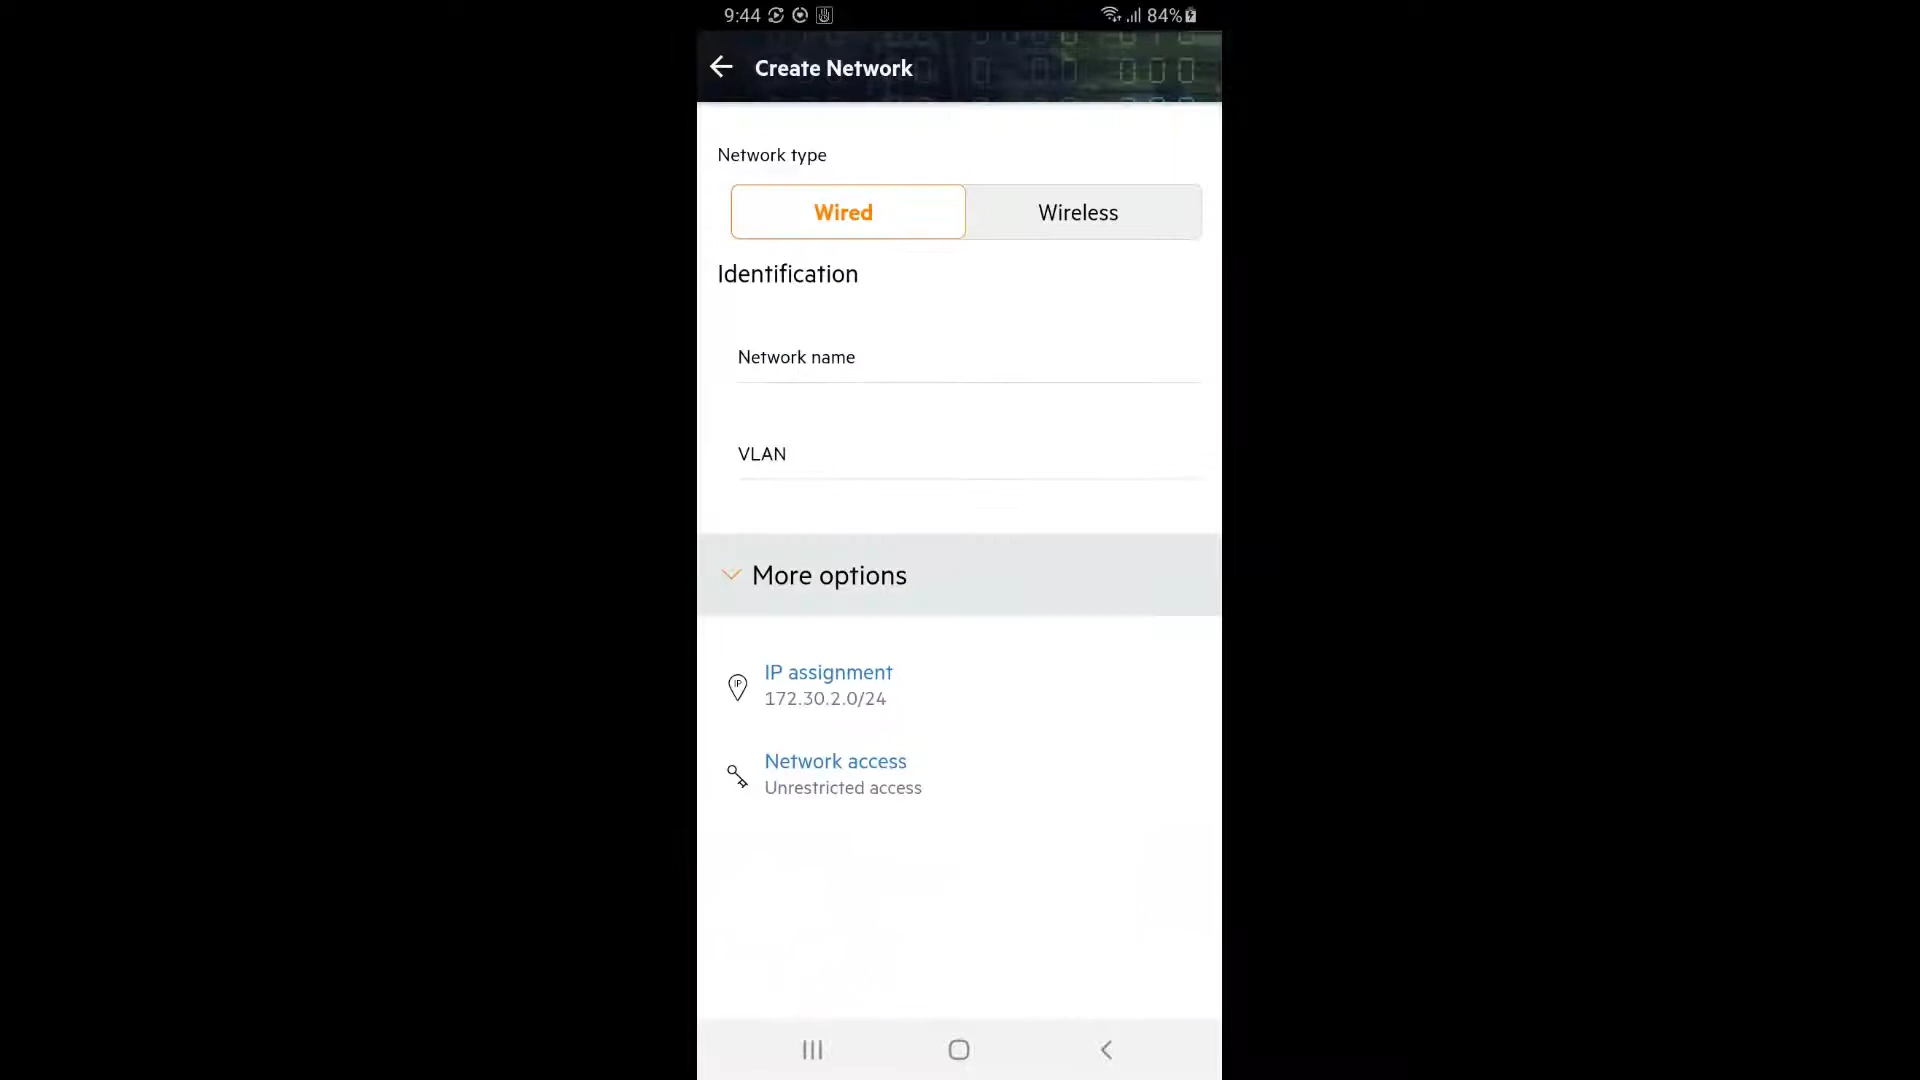 9:44 84%
Create Network
Network type
Wired Wireless
Identification
Network name
VLAN
More options
IP assignment
172.30.2.0/24
Network access
Unrestricted access